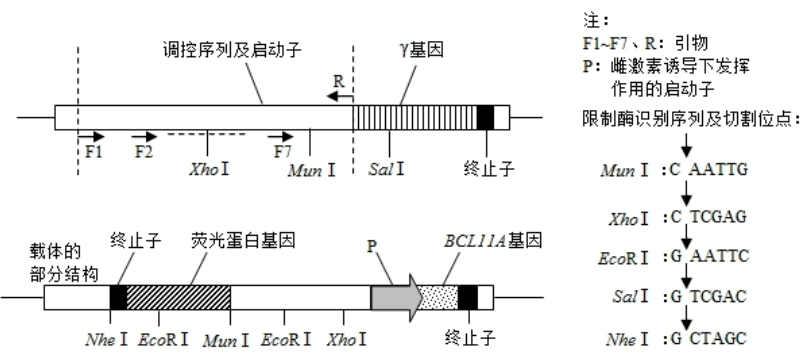 调控序列及启动子
γ基因
R
F1
F2
F7
XhoⅠ
MunⅠ
SalⅠ
终止子
注：
F1~F7、R：引物
P：雌激素诱导下发挥
作用的启动子
限制酶识别序列及切割位点：
MunⅠ :C AATTG
XhoⅠ :C TCGAG
EcoRⅠ :G AATTC
SalⅠ :G TCGAC
NheⅠ :G CTAGC
载体的
部分结构
终止子
荧光蛋白基因
P
BCL11A基因
NheⅠ
EcoRⅠ
MunⅠ
EcoRⅠ
XhoⅠ
终止子